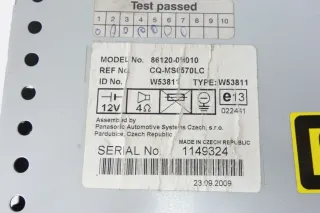 Test passed
1 2 3 4 5 6 7 8 9 10
MODEL No. 86120-0H010
REF No. CQ-MS0570LC
ID No. W53811 TYPE: W53811
12V 4Ω e13
022441
Assembled by
Panasonic Automotive Systems Czech, s.r.o.
Pardubice, Czech Republic
MADE IN CZECH REPUBLIC
SERIAL No. 1149324
23.09.2009